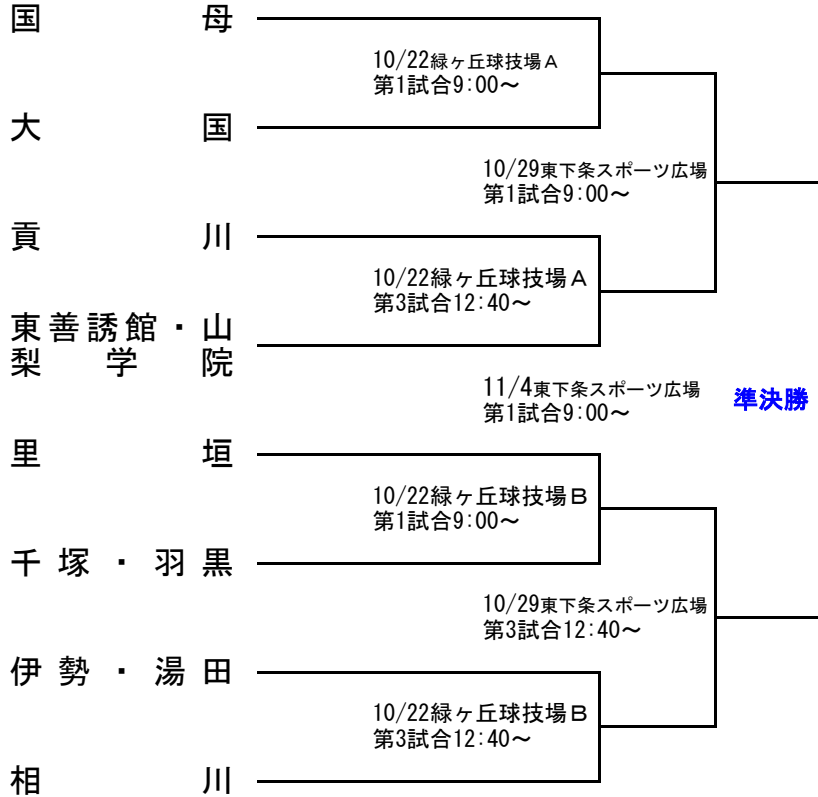 国母
10/22緑ヶ丘球技場A
第1試合9:00～
大国
10/29東下条スポーツ広場
第1試合9:00～
貢川
10/22緑ヶ丘球技場A
第3試合12:40～
東善誘館・山
梨学院
11/4東下条スポーツ広場
第1試合9:00～
準決勝
里垣
10/22緑ヶ丘球技場B
第1試合9:00～
千塚・羽黒
10/29東下条スポーツ広場
第3試合12:40～
伊勢・湯田
10/22緑ヶ丘球技場B
第3試合12:40～
相川